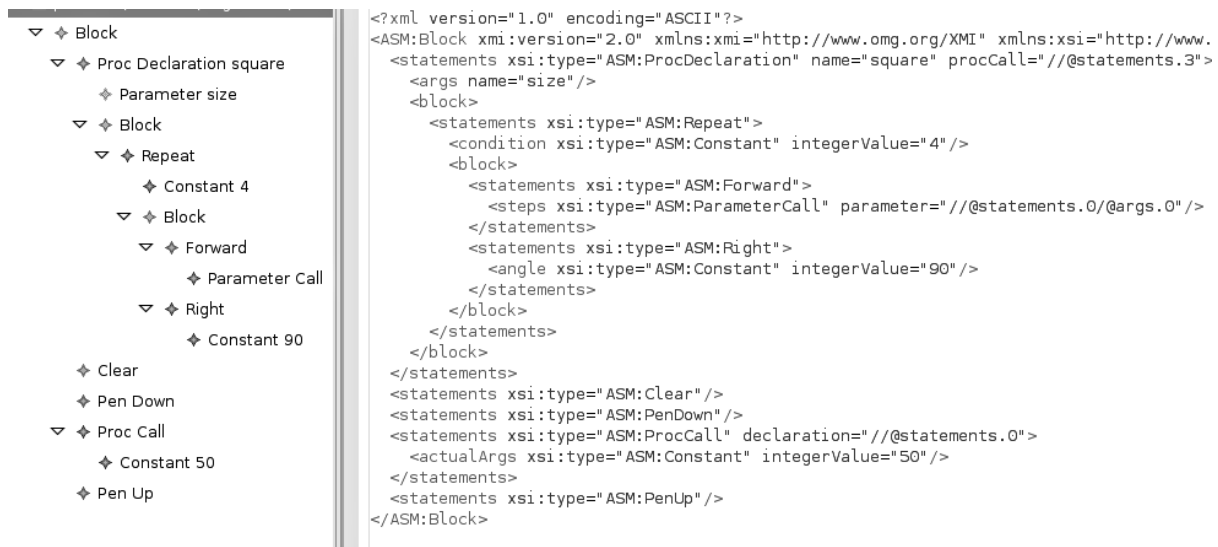 Block
Proc Declaration square
Parameter size
Block
Repeat
Constant 4
Block
Forward
Parameter Call
Right
Constant 90
Clear
Pen Down
Proc Call
Constant 50
Pen Up
<?xml version="1.0" encoding="ASCII"?>
<ASM:Block xmi:version="2.0" xmlns:xmi="http://www.omg.org/XMI" xmlns:xsi="http://www.
<statements xsi:type="ASM:ProcDeclaration" name="square" procCall="//@statements.3">
<args name="size"/>
<block>
<statements xsi:type="ASM:Repeat">
<condition xsi:type="ASM:Constant" integerValue="4"/>
<block>
<statements xsi:type="ASM:Forward">
<steps xsi:type="ASM:ParameterCall" parameter="//@statements.0/@args.0"/>
</statements>
<statements xsi:type="ASM:Right">
<angle xsi:type="ASM:Constant" integerValue="90"/>
</statements>
</block>
</statements>
</block>
</statements>
<statements xsi:type="ASM:Clear"/>
<statements xsi:type="ASM:PenDown"/>
<statements xsi:type="ASM:ProcCall" declaration="//@statements.0">
<actualArgs xsi:type="ASM:Constant" integerValue="50"/>
</statements>
<statements xsi:type="ASM:PenUp"/>
</ASM:Block>